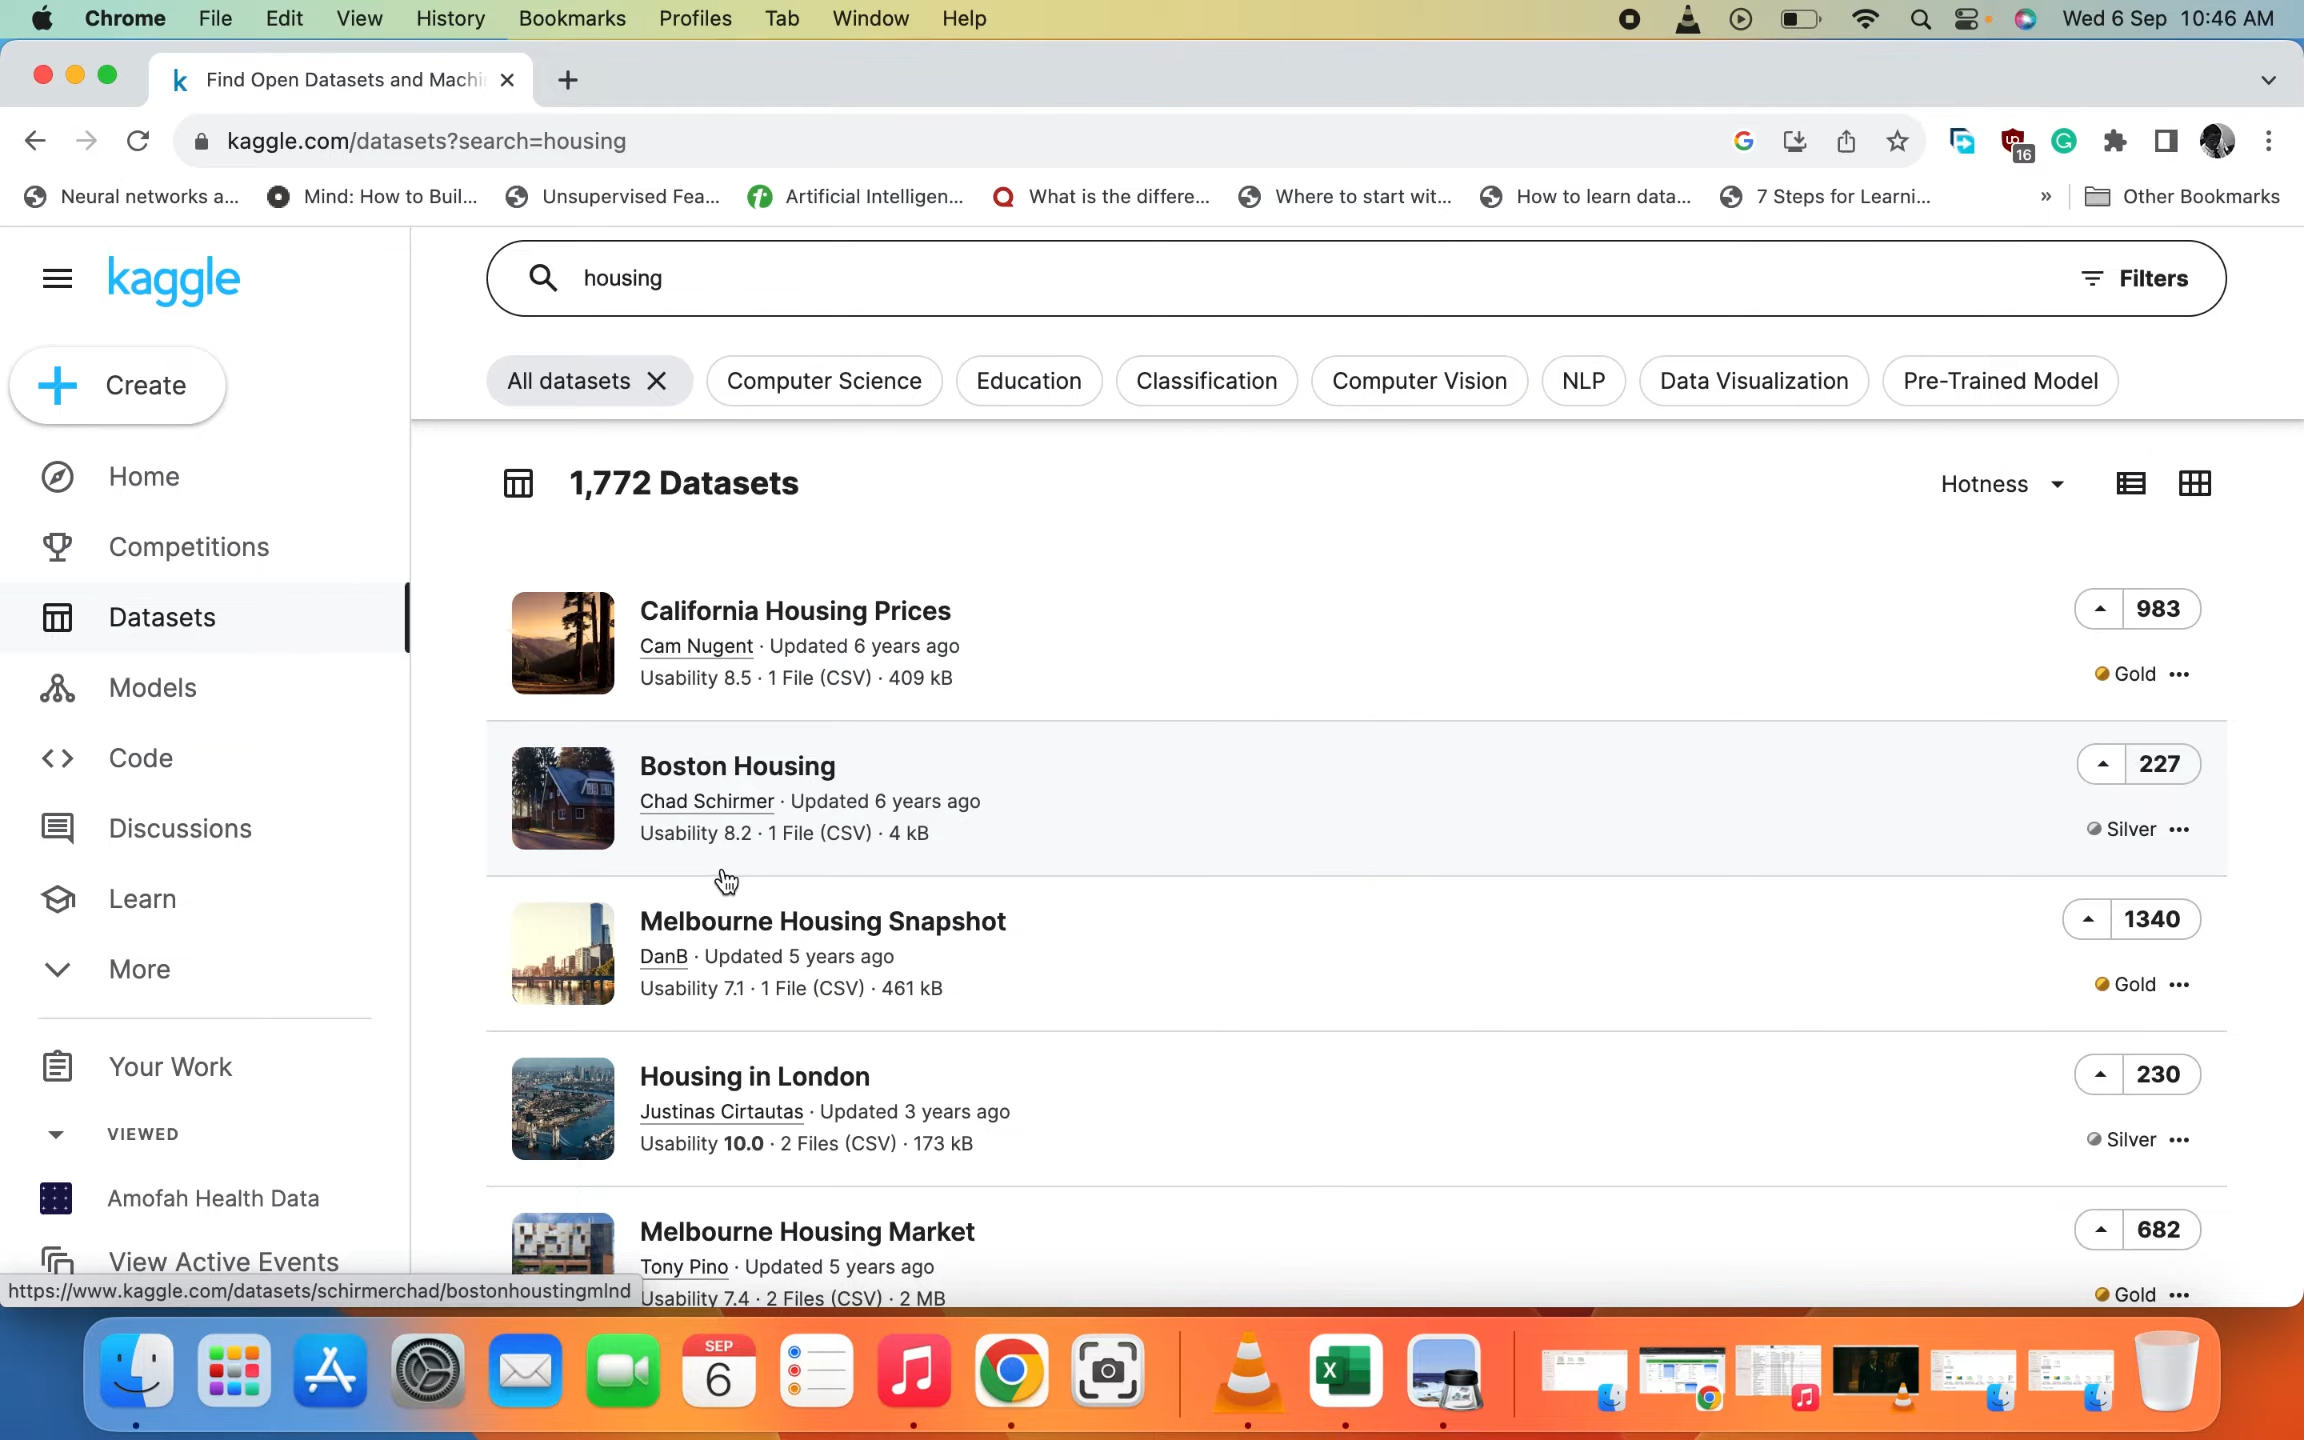 Chrome File Edit View History Bookmarks Profiles Tab Window Help Wed 6 Sep 10:46 AM
k Find Open Datasets and Machi
kaggle.com/datasets?search=housing
16
Neural networks a... Mind: How to Buil... Unsupervised Fea... Artificial Intelligen... What is the differe... Where to start wit... How to learn data... 7 Steps for Learni... » Other Bookmarks
kaggle
housing
Filters
Create
All datasets Computer Science Education Classification Computer Vision NLP Data Visualization Pre-Trained Model
Home
Competitions
Datasets
Models
Code
Discussions
Learn
More
Your Work
VIEWED
Amofah Health Data
View Active Events
1,772 Datasets
Hotness
California Housing Prices
Cam Nugent · Updated 6 years ago
Usability 8.5 · 1 File (CSV) · 409 kB
983
Gold
Boston Housing
Chad Schirmer · Updated 6 years ago
Usability 8.2 · 1 File (CSV) · 4 kB
227
Silver
Melbourne Housing Snapshot
DanB · Updated 5 years ago
Usability 7.1 · 1 File (CSV) · 461 kB
1340
Gold
Housing in London
Justinas Cirtautas · Updated 3 years ago
Usability 10.0 · 2 Files (CSV) · 173 kB
230
Silver
Melbourne Housing Market
Tony Pino · Updated 5 years ago
Usability 7.4 · 2 Files (CSV) · 2 MB
682
Gold
https://www.kaggle.com/datasets/schirmerchad/bostonhoustingmlnd
SEP
6
X